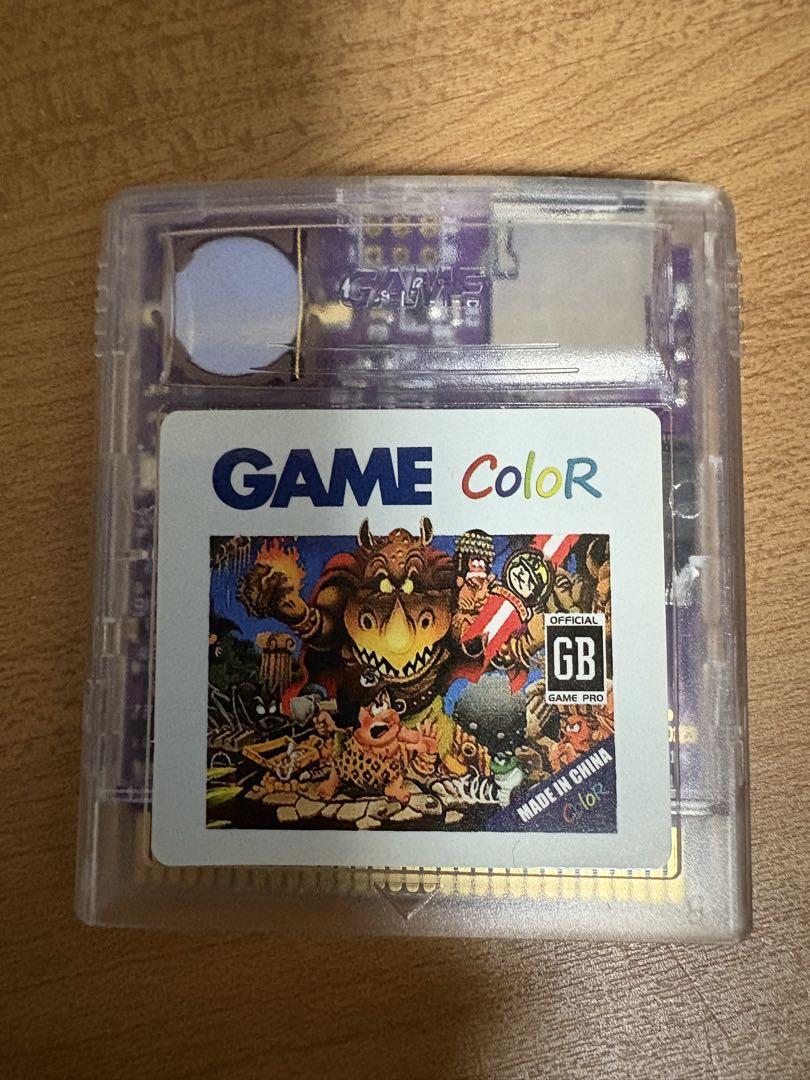 GAME
GAME ColoR
OFFICIAL
GB
GAME PRO
MADE IN CHINA
ColoR